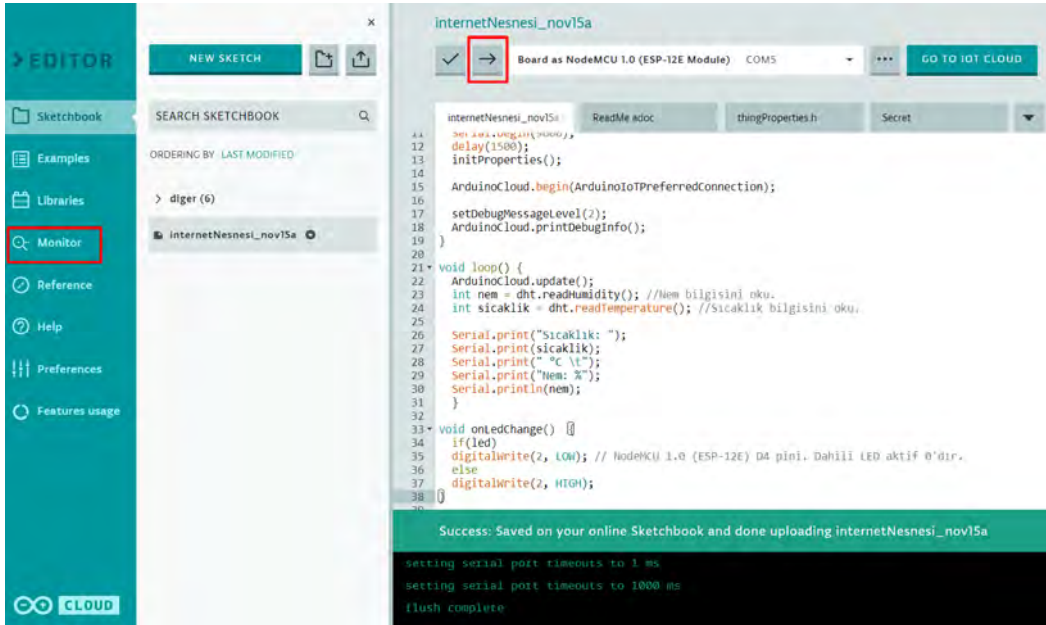 EDITOR
Sketchbook
Examples
Libraries
Monitor
Reference
Help
Preferences
Features usage
CLOUD
x
NEW SKETCH
SEARCH SKETCHBOOK
ORDERING BY LAST MODIFIED
> diger (6)
internetNesnesi_nov15a
internetNesnesi_nov15a
Board as NodeMCU 1.0 (ESP-12E Module) COM5
GO TO IOT CLOUD
internetNesnesi_nov15a ReadMe.adoc thingProperties.h Secret
11 Serial.begin(9600);
12 delay(1500);
13 initProperties();
14
15 ArduinoCloud.begin(ArduinoIoTPreferredConnection);
16
17 setDebugMessageLevel(2);
18 ArduinoCloud.printDebugInfo();
19 }
20
21 void loop() {
22 ArduinoCloud.update();
23 int nem = dht.readHumidity(); //Nem bilgisini oku.
24 int sicaklik = dht.readTemperature(); //Sıcaklık bilgisini oku.
25
26 Serial.print("Sıcaklık: ");
27 Serial.print(sicaklik);
28 Serial.print(" °C \t");
29 Serial.print("Nem: %");
30 Serial.println(nem);
31 }
32
33 void onLedChange() {
34 if(led)
35 digitalWrite(2, LOW); // NodeMCU 1.0 (ESP-12E) D4 pini. Dahili LED aktif 0'dır.
36 else
37 digitalWrite(2, HIGH);
38 }
Success: Saved on your online Sketchbook and done uploading internetNesnesi_nov15a
setting serial port timeouts to 1 ms
setting serial port timeouts to 1000 ms
flush complete